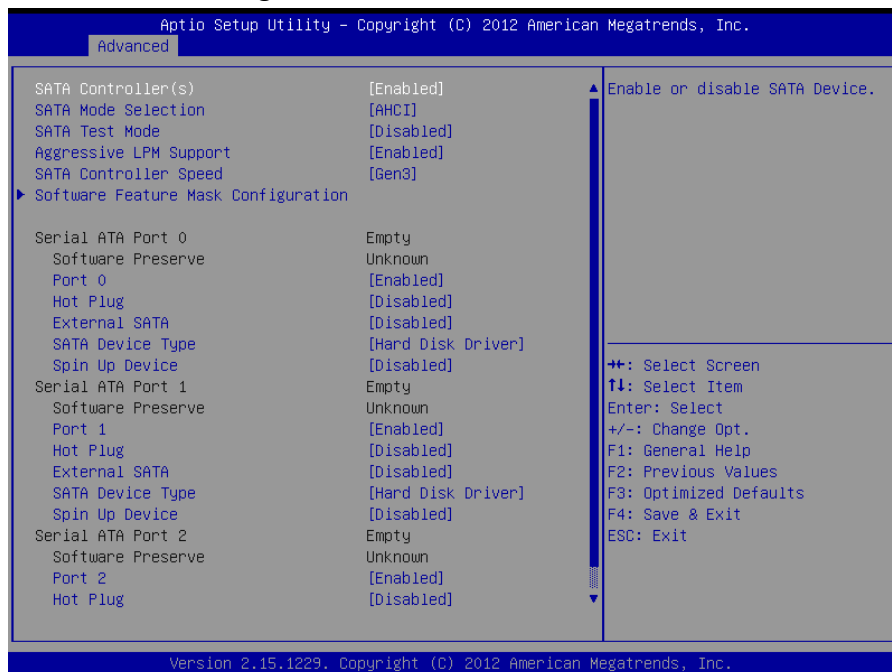 Aptio Setup Utility – Copyright (C) 2012 American Megatrends, Inc.
Advanced
SATA Controller(s) [Enabled]
SATA Mode Selection [AHCI]
SATA Test Mode [Disabled]
Aggressive LPM Support [Enabled]
SATA Controller Speed [Gen3]
Software Feature Mask Configuration
Serial ATA Port 0 Empty
Software Preserve Unknown
Port 0 [Enabled]
Hot Plug [Disabled]
External SATA [Disabled]
SATA Device Type [Hard Disk Driver]
Spin Up Device [Disabled]
Serial ATA Port 1 Empty
Software Preserve Unknown
Port 1 [Enabled]
Hot Plug [Disabled]
External SATA [Disabled]
SATA Device Type [Hard Disk Driver]
Spin Up Device [Disabled]
Serial ATA Port 2 Empty
Software Preserve Unknown
Port 2 [Enabled]
Hot Plug [Disabled]
Enable or disable SATA Device.
→←: Select Screen
↑↓: Select Item
Enter: Select
+/-: Change Opt.
F1: General Help
F2: Previous Values
F3: Optimized Defaults
F4: Save & Exit
ESC: Exit
Version 2.15.1229. Copyright (C) 2012 American Megatrends, Inc.